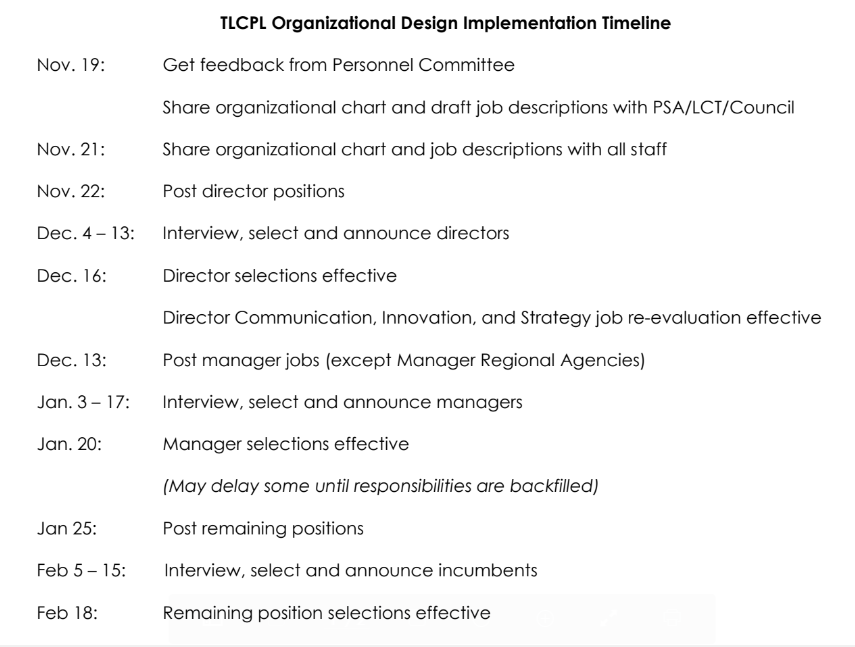 TLCPL Organizational Design Implementation Timeline
Nov. 19: Get feedback from Personnel Committee
Share organizational chart and draft job descriptions with PSA/LCT/Council
Nov. 21: Share organizational chart and job descriptions with all staff
Nov. 22: Post director positions
Dec. 4 – 13: Interview, select and announce directors
Dec. 16: Director selections effective
Director Communication, Innovation, and Strategy job re-evaluation effective
Dec. 13: Post manager jobs (except Manager Regional Agencies)
Jan. 3 – 17: Interview, select and announce managers
Jan. 20: Manager selections effective
(May delay some until responsibilities are backfilled)
Jan 25: Post remaining positions
Feb 5 – 15: Interview, select and announce incumbents
Feb 18: Remaining position selections effective